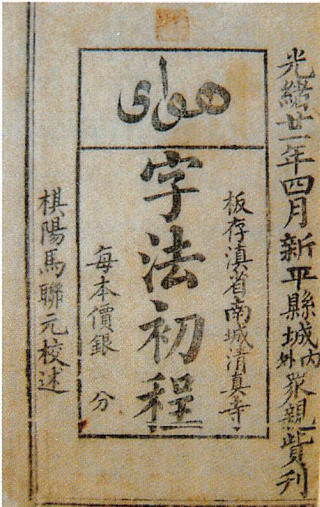 光緒廿一年四月新平縣城内外眾親貲刊
هواى
板存滇省南城清真寺
字法初程
每本價銀 分
棋陽馬聯元校述